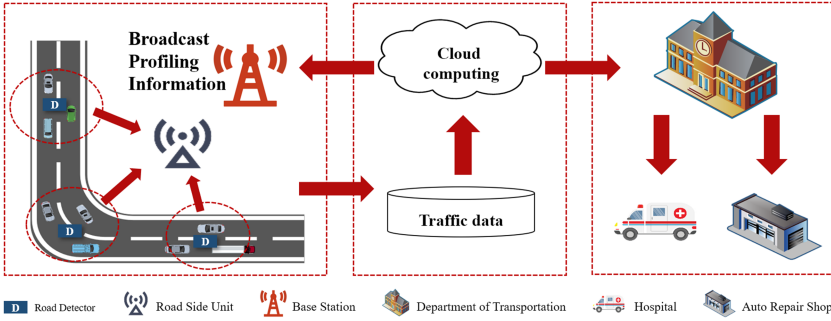 Broadcast
Profiling
Information
Cloud
computing
Traffic data
D
D
D
D Road Detector
Road Side Unit
Base Station
Department of Transportation
Hospital
Auto Repair Shop